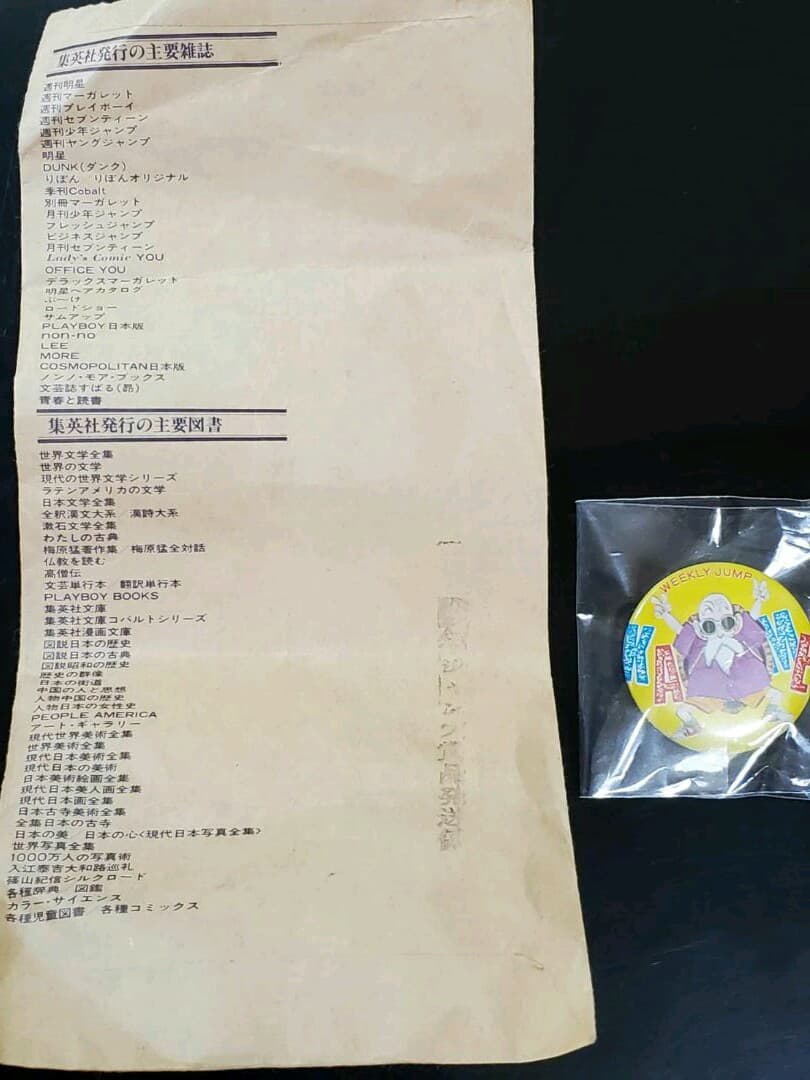 集英社発行の主要雑誌
週刊明星
週刊マーガレット
週刊プレイボーイ
週刊セブンティーン
週刊少年ジャンプ
週刊ヤングジャンプ
明星
DUNK(ダンク)
りぼん りぼんオリジナル
季刊Cobalt
別冊マーガレット
月刊少年ジャンプ
フレッシュジャンプ
ビジネスジャンプ
月刊セブンティーン
Lady's Comic YOU
OFFICE YOU
デラックスマーガレット
明星ヘアカタログ
ぶ〜け
ロードショー
サムアップ
PLAYBOY日本版
non-no
LEE
MORE
COSMOPOLITAN日本版
ノンノ・モア・ブックス
文芸誌すばる(昴)
青春と読書
集英社発行の主要図書
世界文学全集
世界の文学
現代の世界文学シリーズ
ラテンアメリカの文学
日本文学全集
全釈漢文大系 漢詩大系
漱石文学全集
わたしの古典
梅原猛著作集 梅原猛全対話
仏教を読む
高僧伝
文芸単行本 翻訳単行本
PLAYBOY BOOKS
集英社文庫
集英社文庫コバルトシリーズ
集英社漫画文庫
図説日本の歴史
図説日本の古典
図説昭和の歴史
歴史の群像
日本の街道
中国の人と思想
人物中国の歴史
人物日本の女性史
PEOPLE AMERICA
アート・ギャラリー
現代世界美術全集
世界美術全集
現代日本美術全集
現代日本の美術
日本美術絵画全集
現代日本美人画全集
現代日本画全集
日本古寺美術全集
全集日本の古寺
日本の美 日本の心<現代日本写真全集>
世界写真全集
1000万人の写真術
入江泰吉大和路巡礼
篠山紀信シルクロード
各種辞典 図鑑
カラー・サイエンス
各種児童図書 各種コミックス
WEEKLY JUMP